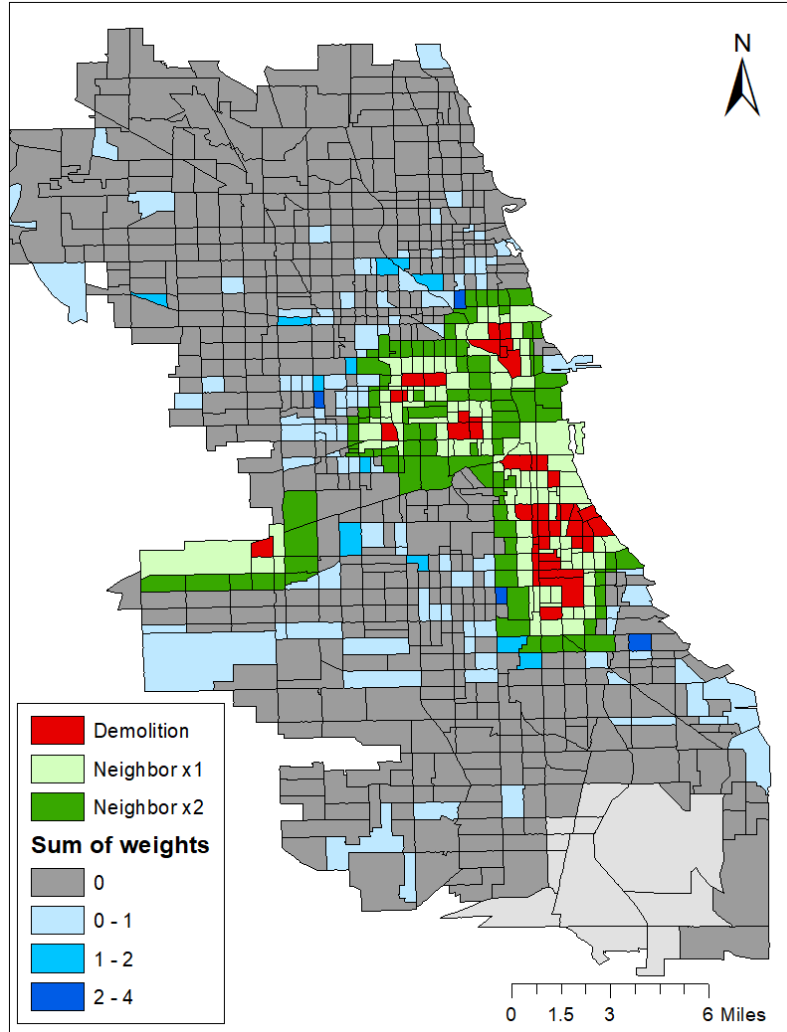 N
Demolition
Neighbor x1
Neighbor x2
Sum of weights
0
0 - 1
1 - 2
2 - 4
0 1.5 3 6 Miles